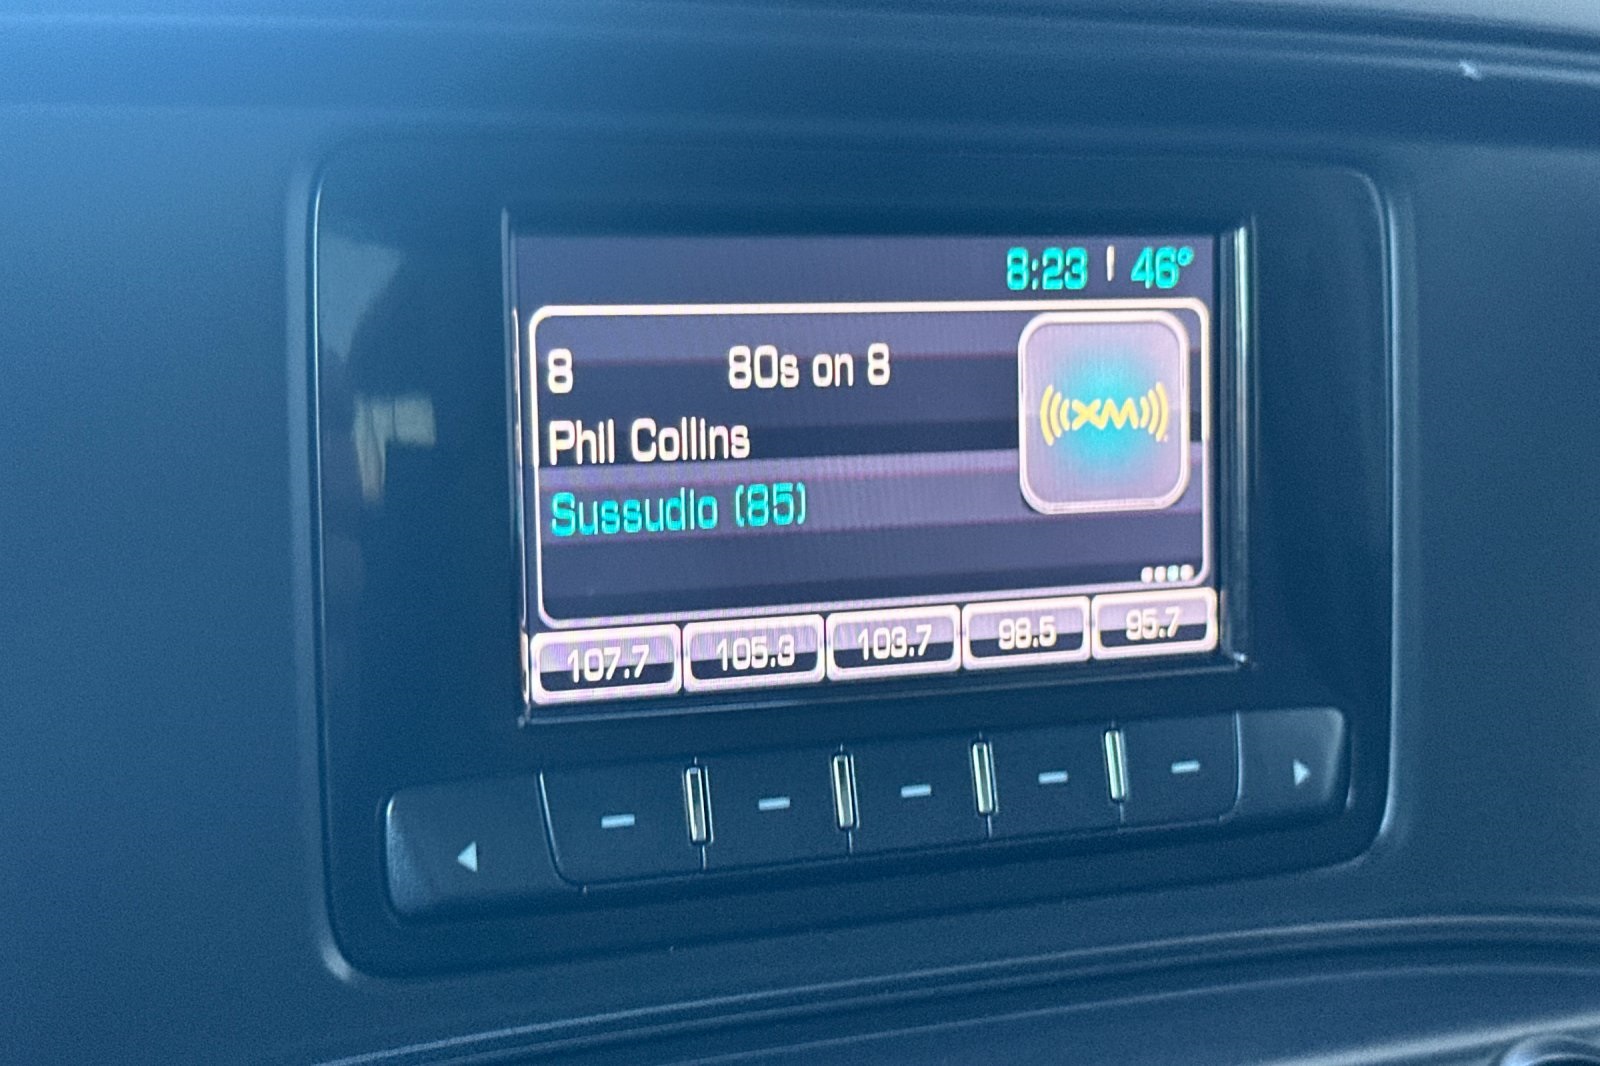 8:23 | 46°
8 80s on 8
Phil Collins
Sussudio (85)
(((XM)))
107.7 105.3 103.7 98.5 95.7